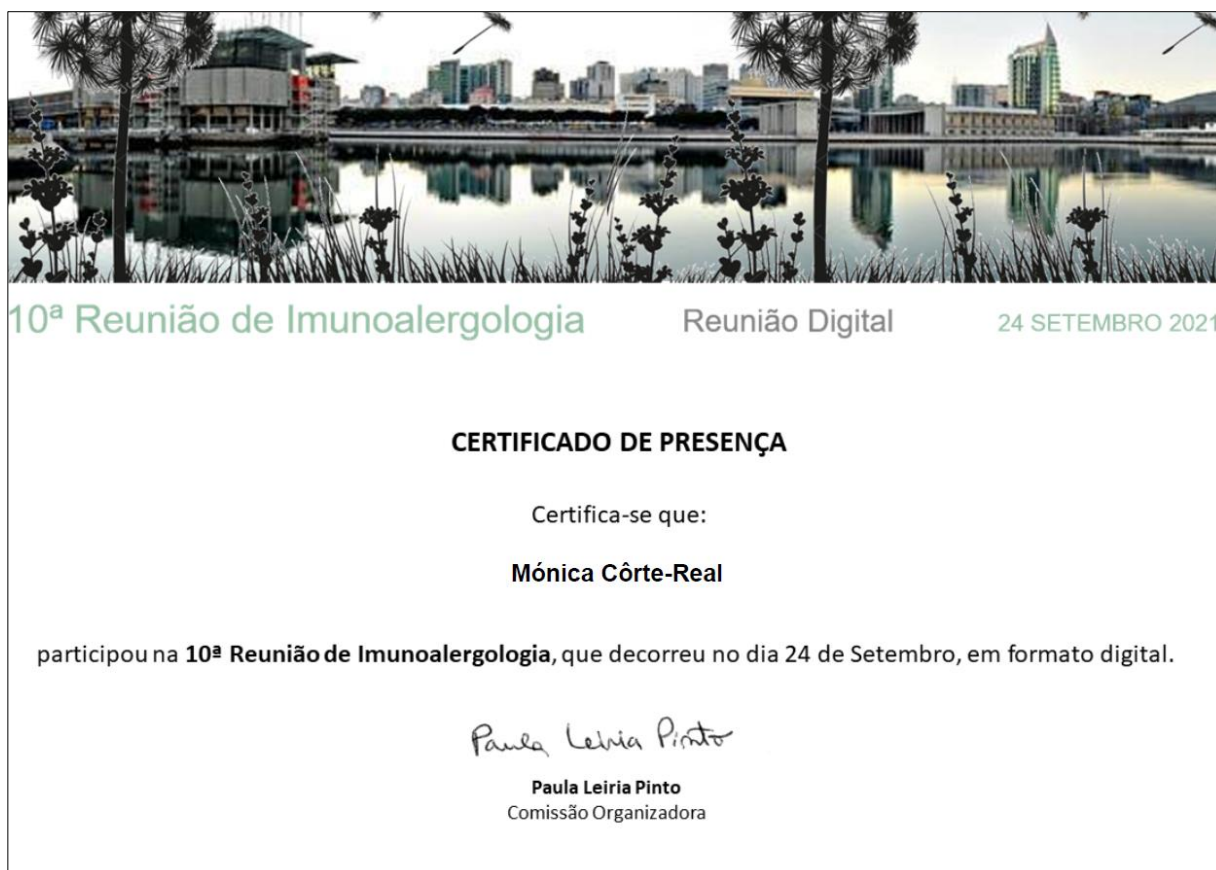 10ª Reunião de Imunoalergologia Reunião Digital 24 SETEMBRO 2021
CERTIFICADO DE PRESENÇA
Certifica-se que:
Mónica Côrte-Real
participou na 10ª Reunião de Imunoalergologia, que decorreu no dia 24 de Setembro, em formato digital.
Paula Leiria Pinto
Paula Leiria Pinto
Comissão Organizadora